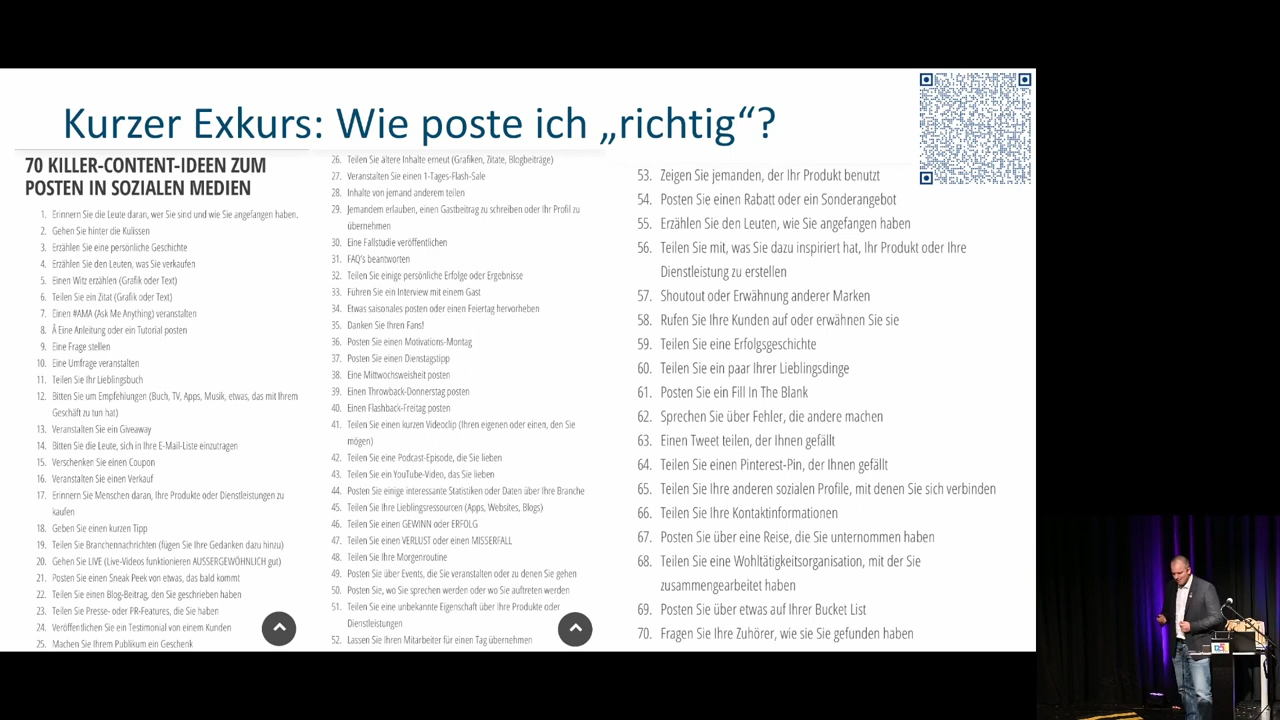 Kurzer Exkurs: Wie poste ich „richtig“?
70 KILLER-CONTENT-IDEEN ZUM
POSTEN IN SOZIALEN MEDIEN
1. Erinnern Sie die Leute daran, wer Sie sind und wie Sie angefangen haben.
2. Gehen Sie hinter die Kulissen
3. Erzählen Sie eine persönliche Geschichte
4. Erzählen Sie den Leuten, was Sie verkaufen
5. Einen Witz erzählen (Grafik oder Text)
6. Teilen Sie ein Zitat (Grafik oder Text)
7. Einen #AMA (Ask Me Anything) veranstalten
8. Â Eine Anleitung oder ein Tutorial posten
9. Eine Frage stellen
10. Eine Umfrage veranstalten
11. Teilen Sie Ihr Lieblingsbuch
12. Bitten Sie um Empfehlungen (Buch, TV, Apps, Musik, etwas, das mit Ihrem
Geschäft zu tun hat)
13. Veranstalten Sie ein Giveaway
14. Bitten Sie die Leute, sich in Ihre E-Mail-Liste einzutragen
15. Verschenken Sie einen Coupon
16. Veranstalten Sie einen Verkauf
17. Erinnern Sie Menschen daran, Ihre Produkte oder Dienstleistungen zu
kaufen
18. Geben Sie einen kurzen Tipp
19. Teilen Sie Branchennachrichten (fügen Sie Ihre Gedanken dazu hinzu)
20. Gehen Sie LIVE (Live-Videos funktionieren AUSSERGEWÖHNLICH gut)
21. Posten Sie einen Sneak Peek von etwas, das bald kommt
22. Teilen Sie einen Blog-Beitrag, den Sie geschrieben haben
23. Teilen Sie Presse- oder PR-Features, die Sie haben
24. Veröffentlichen Sie ein Testimonial von einem Kunden
25. Machen Sie Ihrem Publikum ein Geschenk
26. Teilen Sie ältere Inhalte erneut (Grafiken, Zitate, Blogbeiträge)
27. Veranstalten Sie einen 1-Tages-Flash-Sale
28. Inhalte von jemand anderem teilen
29. Jemandem erlauben, einen Gastbeitrag zu schreiben oder Ihr Profil zu
übernehmen
30. Eine Fallstudie veröffentlichen
31. FAQ's beantworten
32. Teilen Sie einige persönliche Erfolge oder Ergebnisse
33. Führen Sie ein Interview mit einem Gast
34. Etwas saisonales posten oder einen Feiertag hervorheben
35. Danken Sie Ihren Fans!
36. Posten Sie einen Motivations-Montag
37. Posten Sie einen Dienstagstipp
38. Eine Mittwochsweisheit posten
39. Einen Throwback-Donnerstag posten
40. Einen Flashback-Freitag posten
41. Teilen Sie einen kurzen Videoclip (Ihren eigenen oder einen, den Sie
mögen)
42. Teilen Sie eine Podcast-Episode, die Sie lieben
43. Teilen Sie ein YouTube-Video, das Sie lieben
44. Posten Sie einige interessante Statistiken oder Daten über Ihre Branche
45. Teilen Sie Ihre Lieblingsressourcen (Apps, Websites, Blogs)
46. Teilen Sie einen GEWINN oder ERFOLG
47. Teilen Sie einen VERLUST oder einen MISSERFALL
48. Teilen Sie Ihre Morgenroutine
49. Posten Sie über Events, die Sie veranstalten oder zu denen Sie gehen
50. Posten Sie, wo Sie sprechen werden oder wo Sie auftreten werden
51. Teilen Sie eine unbekannte Eigenschaft über Ihre Produkte oder
Dienstleistungen
52. Lassen Sie Ihren Mitarbeiter für einen Tag übernehmen
53. Zeigen Sie jemanden, der Ihr Produkt benutzt
54. Posten Sie einen Rabatt oder ein Sonderangebot
55. Erzählen Sie den Leuten, wie Sie angefangen haben
56. Teilen Sie mit, was Sie dazu inspiriert hat, Ihr Produkt oder Ihre
Dienstleistung zu erstellen
57. Shoutout oder Erwähnung anderer Marken
58. Rufen Sie Ihre Kunden auf oder erwähnen Sie sie
59. Teilen Sie eine Erfolgsgeschichte
60. Teilen Sie ein paar Ihrer Lieblingsdinge
61. Posten Sie ein Fill In The Blank
62. Sprechen Sie über Fehler, die andere machen
63. Einen Tweet teilen, der Ihnen gefällt
64. Teilen Sie einen Pinterest-Pin, der Ihnen gefällt
65. Teilen Sie Ihre anderen sozialen Profile, mit denen Sie sich verbinden
66. Teilen Sie Ihre Kontaktinformationen
67. Posten Sie über eine Reise, die Sie unternommen haben
68. Teilen Sie eine Wohltätigkeitsorganisation, mit der Sie
zusammengearbeitet haben
69. Posten Sie über etwas auf Ihrer Bucket List
70. Fragen Sie Ihre Zuhörer, wie sie Sie gefunden haben